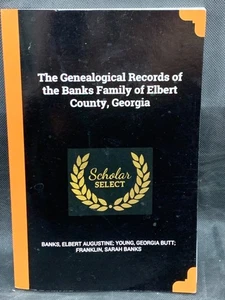 The Genealogical Records of
the Banks Family of Elbert
County, Georgia
Scholar
SELECT
BANKS, ELBERT AUGUSTINE; YOUNG, GEORGIA BUTT;
FRANKLIN, SARAH BANKS